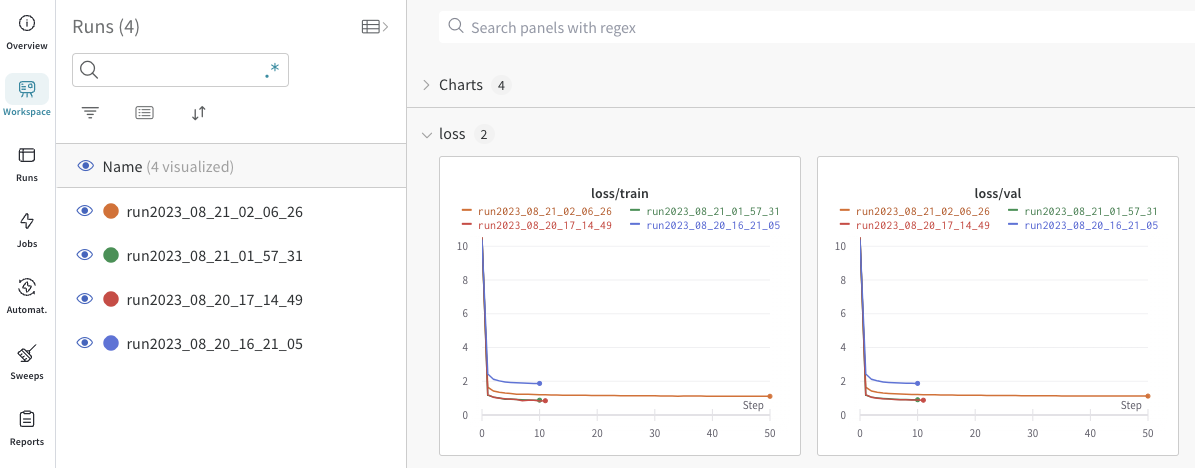 Overview
Workspace
Runs
Jobs
Automat.
Sweeps
Reports
Runs (4)
.*
Name (4 visualized)
run2023_08_21_02_06_26
run2023_08_21_01_57_31
run2023_08_20_17_14_49
run2023_08_20_16_21_05
Search panels with regex
Charts 4
loss 2
loss/train
run2023_08_21_02_06_26 run2023_08_21_01_57_31
run2023_08_20_17_14_49 run2023_08_20_16_21_05
10
8
6
4
2
0
Step
0 10 20 30 40 50
loss/val
run2023_08_21_02_06_26 run2023_08_21_01_57_31
run2023_08_20_17_14_49 run2023_08_20_16_21_05
10
8
6
4
2
0
Step
0 10 20 30 40 50